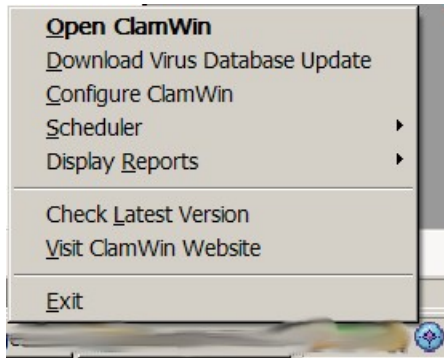 Open ClamWin
Download Virus Database Update
Configure ClamWin
Scheduler
Display Reports
Check Latest Version
Visit ClamWin Website
Exit